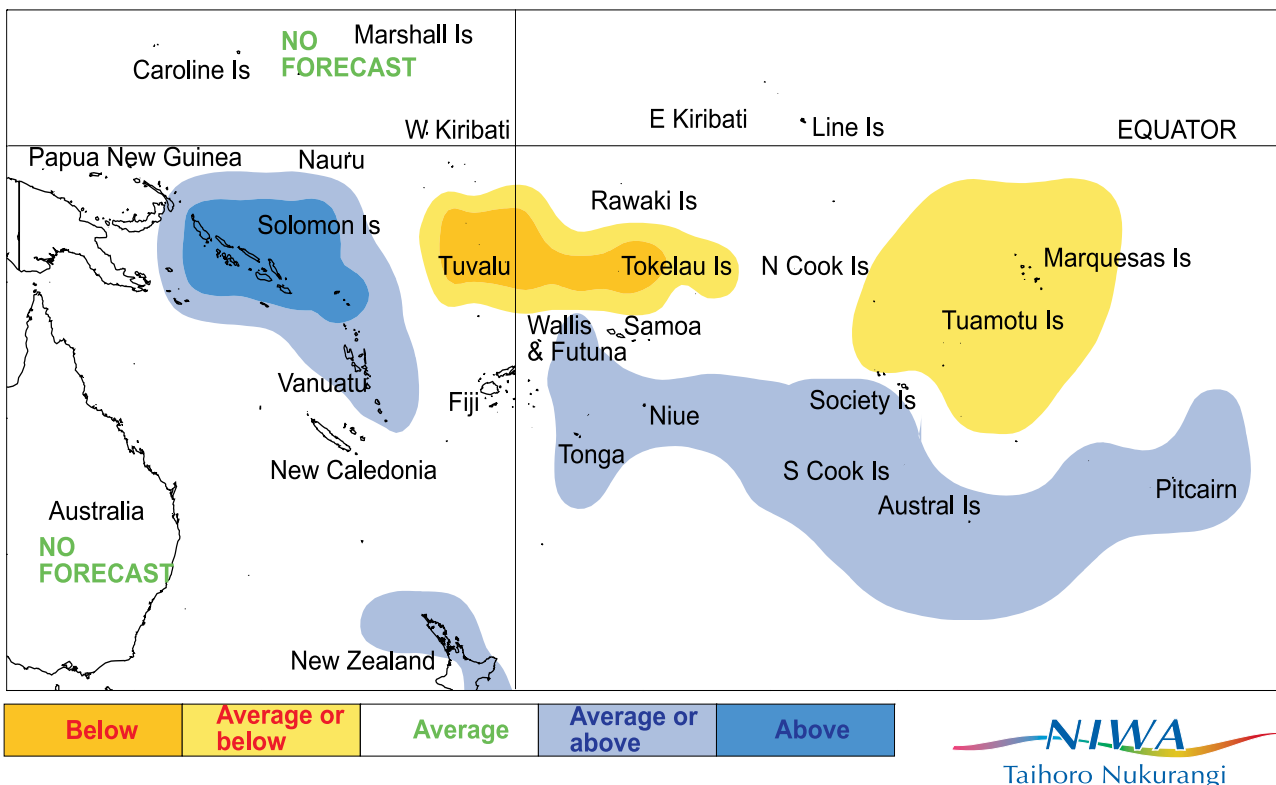 NO
FORECAST
Marshall Is
Caroline Is
W Kiribati
E Kiribati
Line Is
EQUATOR
Papua New Guinea
Nauru
Rawaki Is
Solomon Is
Tuvalu
Tokelau Is
N Cook Is
Marquesas Is
Tuamotu Is
Wallis
& Futuna
Samoa
Vanuatu
Fiji
Society Is
Niue
Tonga
New Caledonia
S Cook Is
Austral Is
Pitcairn
Australia
NO
FORECAST
New Zealand
Below
Average or
below
Average
Average or
above
Above
NIWA
Taihoro Nukurangi